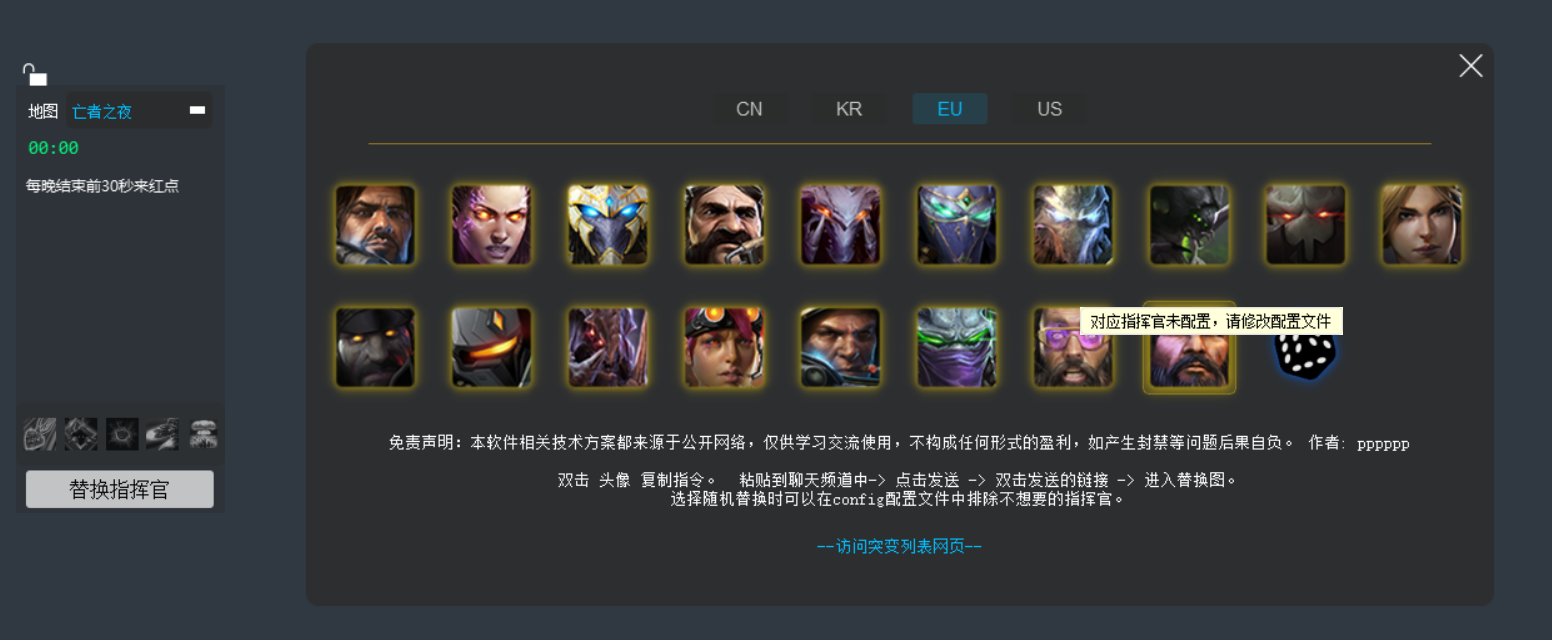 地图 亡者之夜
00:00
每晚结束前30秒来红点
替换指挥官
CN KR EU US
对应指挥官未配置，请修改配置文件
免责声明：本软件相关技术方案都来源于公开网络，仅供学习交流使用，不构成任何形式的盈利，如产生封禁等问题后果自负。 作者: pppppp
双击 头像 复制指令。 粘贴到聊天频道中-> 点击发送 -> 双击发送的链接 -> 进入替换图。
选择随机替换时可以在config配置文件中排除不想要的指挥官。
--访问突变列表网页--